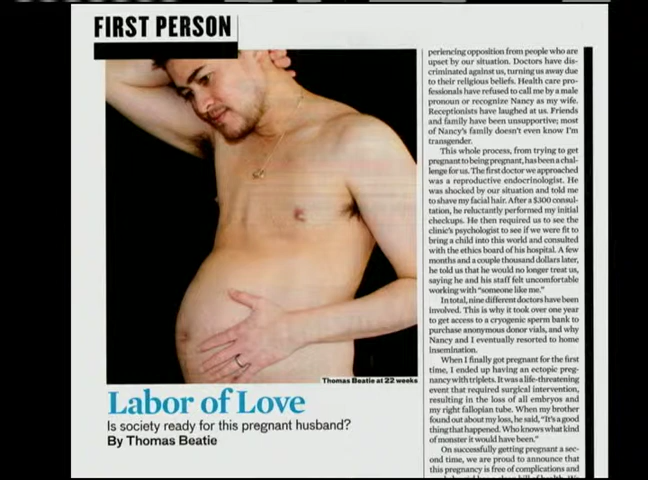 FIRST PERSON
Thomas Beatie at 22 weeks
Labor of Love
Is society ready for this pregnant husband?
By Thomas Beatie
periencing opposition from people who are
upset by our situation. Doctors have dis-
criminated against us, turning us away due
to their religious beliefs. Health care pro-
fessionals have refused to call me by a male
pronoun or recognize Nancy as my wife.
Receptionists have laughed at us. Friends
and family have been unsupportive; most
of Nancy's family doesn't even know I'm
transgender.
This whole process, from trying to get
pregnant to being pregnant, has been a chal-
lenge for us. The first doctor we approached
was a reproductive endocrinologist. He
was shocked by our situation and told me
to shave my facial hair. After a $300 consul-
tation, he reluctantly performed my initial
checkups. He then required us to see the
clinic's psychologist to see if we were fit to
bring a child into this world and consulted
with the ethics board of his hospital. A few
months and a couple thousand dollars later,
he told us that he would no longer treat us,
saying he and his staff felt uncomfortable
working with "someone like me."
In total, nine different doctors have been
involved. This is why it took over one year
to get access to a cryogenic sperm bank to
purchase anonymous donor vials, and why
Nancy and I eventually resorted to home
insemination.
When I finally got pregnant for the first
time, I ended up having an ectopic preg-
nancy with triplets. It was a life-threatening
event that required surgical intervention,
resulting in the loss of all embryos and
my right fallopian tube. When my brother
found out about my loss, he said, "It's a good
thing that happened. Who knows what kind
of monster it would have been."
On successfully getting pregnant a sec-
ond time, we are proud to announce that
this pregnancy is free of complications and